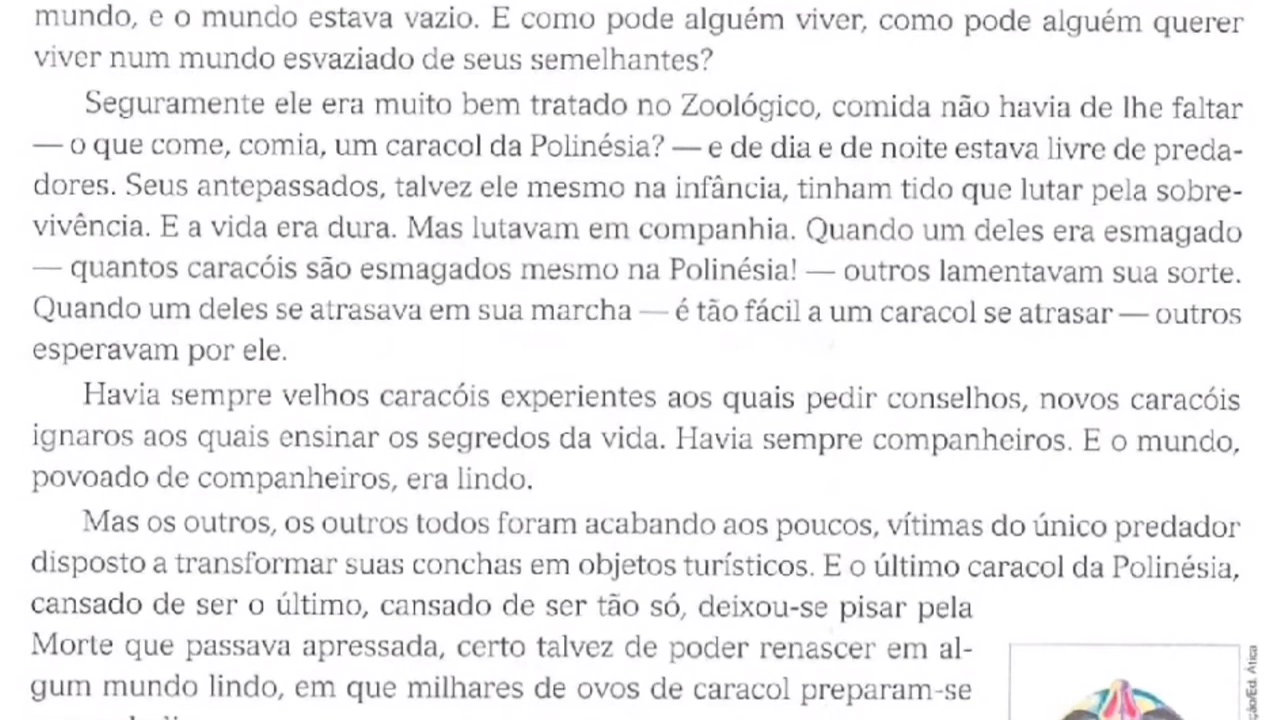 mundo, e o mundo estava vazio. E como pode alguém viver, como pode alguém querer
viver num mundo esvaziado de seus semelhantes?
Seguramente ele era muito bem tratado no Zoológico, comida não havia de lhe faltar
— o que come, comia, um caracol da Polinésia? — e de dia e de noite estava livre de preda-
dores. Seus antepassados, talvez ele mesmo na infância, tinham tido que lutar pela sobre-
vivência. E a vida era dura. Mas lutavam em companhia. Quando um deles era esmagado
— quantos caracóis são esmagados mesmo na Polinésia! — outros lamentavam sua sorte.
Quando um deles se atrasava em sua marcha — é tão fácil a um caracol se atrasar — outros
esperavam por ele.
Havia sempre velhos caracóis experientes aos quais pedir conselhos, novos caracóis
ignaros aos quais ensinar os segredos da vida. Havia sempre companheiros. E o mundo,
povoado de companheiros, era lindo.
Mas os outros, os outros todos foram acabando aos poucos, vítimas do único predador
disposto a transformar suas conchas em objetos turísticos. E o último caracol da Polinésia,
cansado de ser o último, cansado de ser tão só, deixou-se pisar pela
Morte que passava apressada, certo talvez de poder renascer em al-
gum mundo lindo, em que milhares de ovos de caracol preparam-se
ção/Ed. Ática